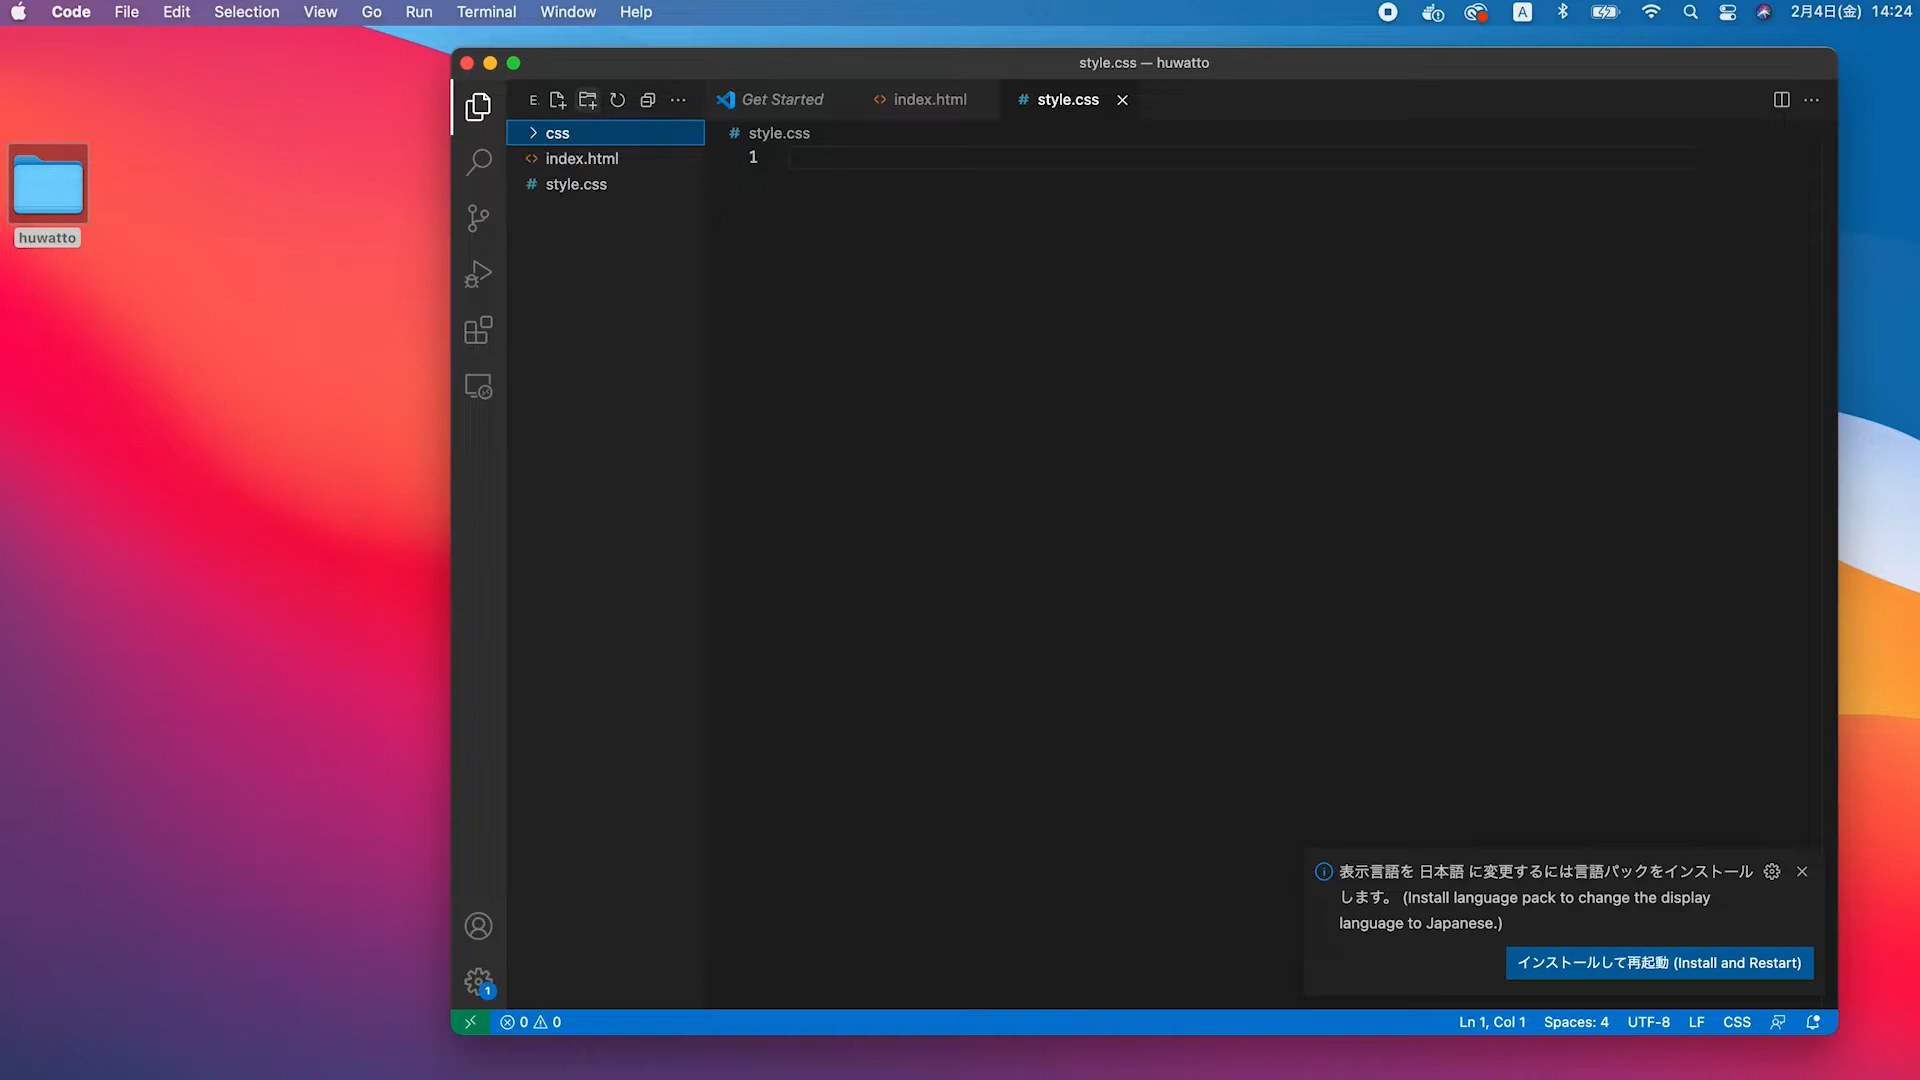 Code File Edit Selection View Go Run Terminal Window Help
A 2月4日(金) 14:24
style.css — huwatto
E.
Get Started index.html style.css
css
index.html
style.css
style.css
1
huwatto
表示言語を 日本語 に変更するには言語パックをインストール
します。 (Install language pack to change the display
language to Japanese.)
インストールして再起動 (Install and Restart)
1
0 0
Ln 1, Col 1 Spaces: 4 UTF-8 LF CSS